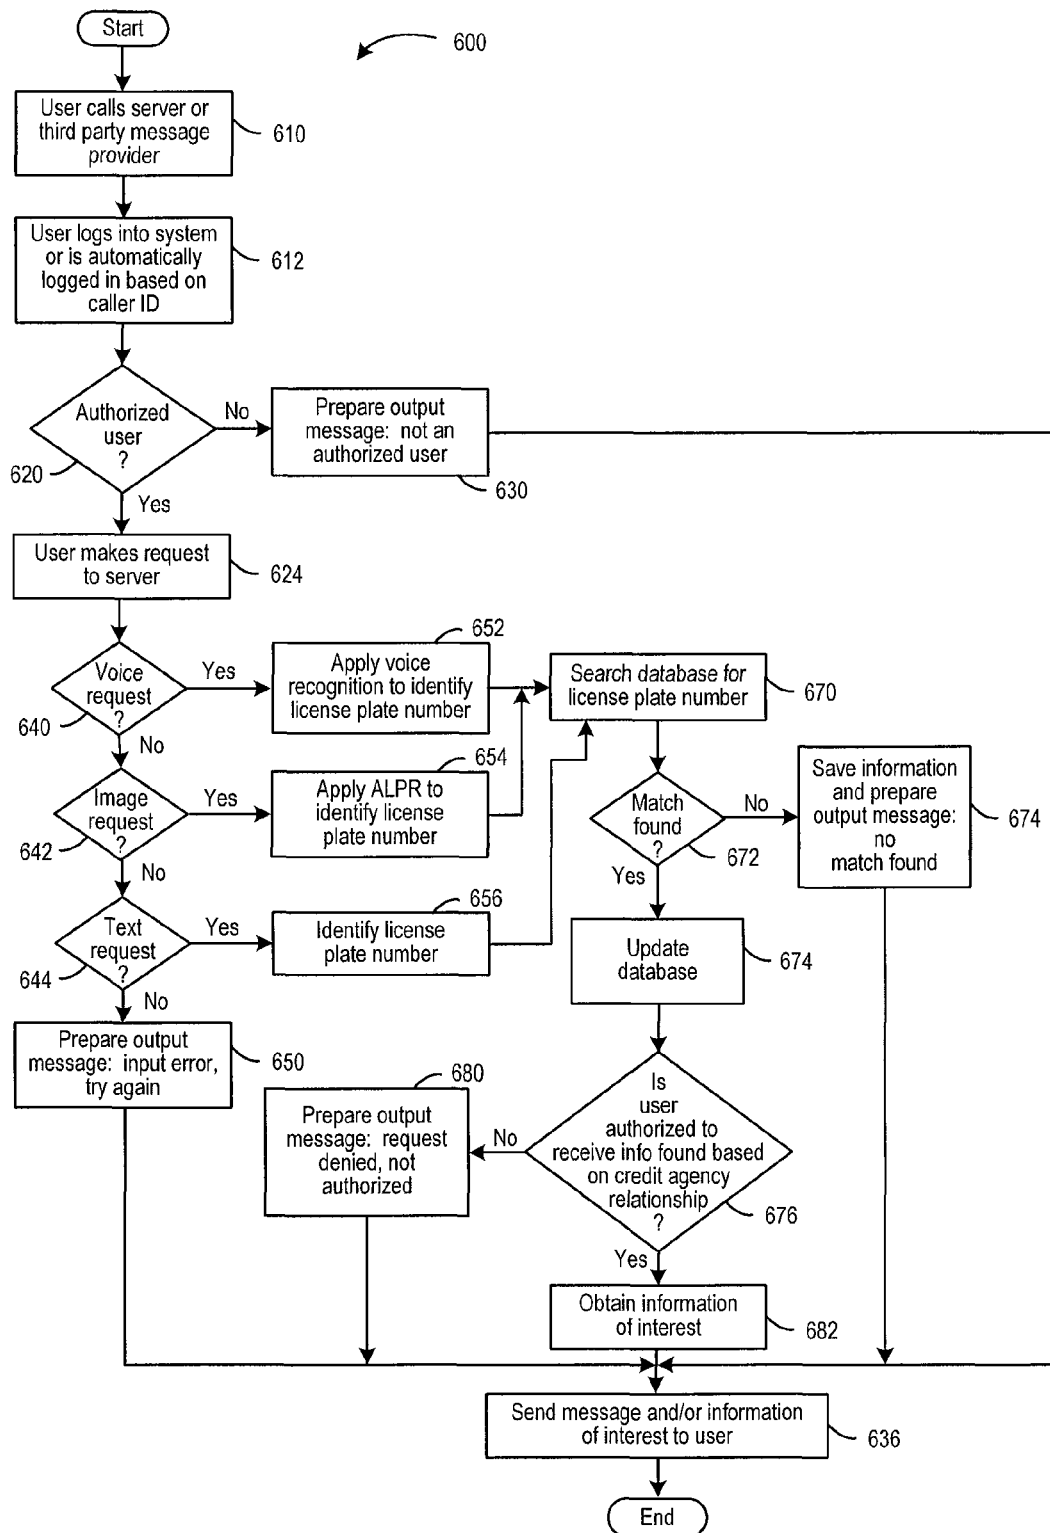 Start
600
User calls server or
third party message
provider
610
User logs into system
or is automatically
logged in based on
caller ID
612
Authorized
user
?
620
No
Yes
Prepare output
message: not an
authorized user
630
User makes request
to server
624
Voice
request
?
640
Yes
No
Apply voice
recognition to identify
license plate number
652
Search database for
license plate number
670
Image
request
?
642
Yes
No
Apply ALPR to
identify license
plate number
654
Match
found
?
672
No
Yes
Save information
and prepare
output message:
no
match found
674
Text
request
?
644
Yes
No
Identify license
plate number
656
Update
database
674
Prepare output
message: input error,
try again
650
Is
user
authorized to
receive info found based
on credit agency
relationship
?
676
No
Yes
Prepare output
message: request
denied, not
authorized
680
Obtain information
of interest
682
Send message and/or information
of interest to user
636
End